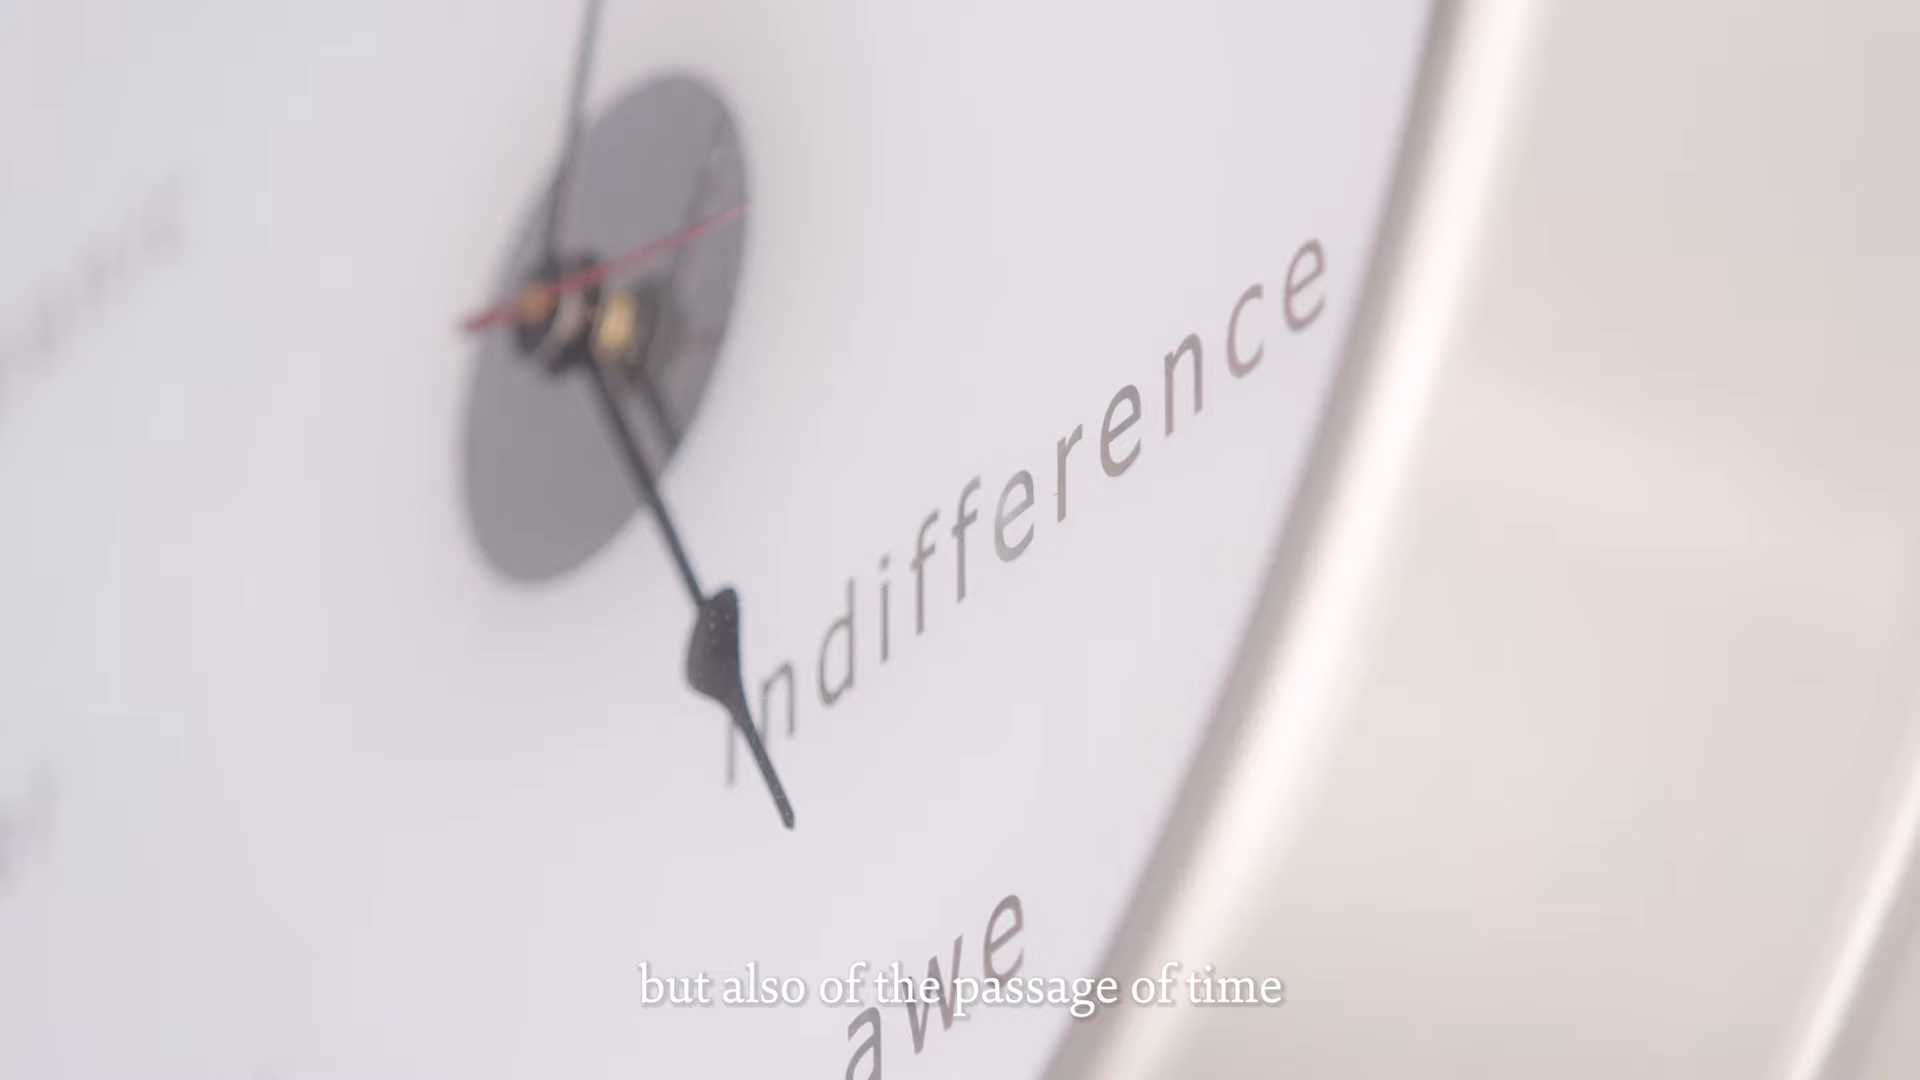 indifference
awe
but also of the passage of time